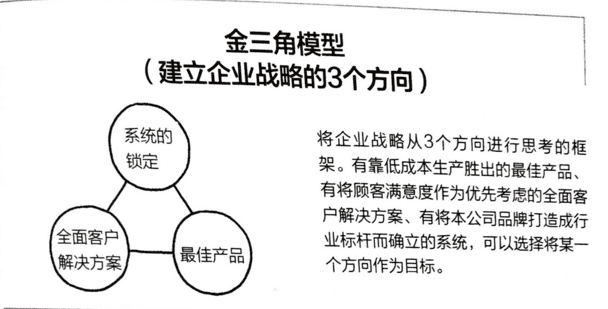 金三角模型
（建立企业战略的3个方向）
系统的
锁定
全面客户
解决方案
最佳产品
将企业战略从3个方向进行思考的框
架。有靠低成本生产胜出的最佳产品、
有将顾客满意度作为优先考虑的全面客
户解决方案、有将本公司品牌打造成行
业标杆而确立的系统，可以选择将某一
个方向作为目标。